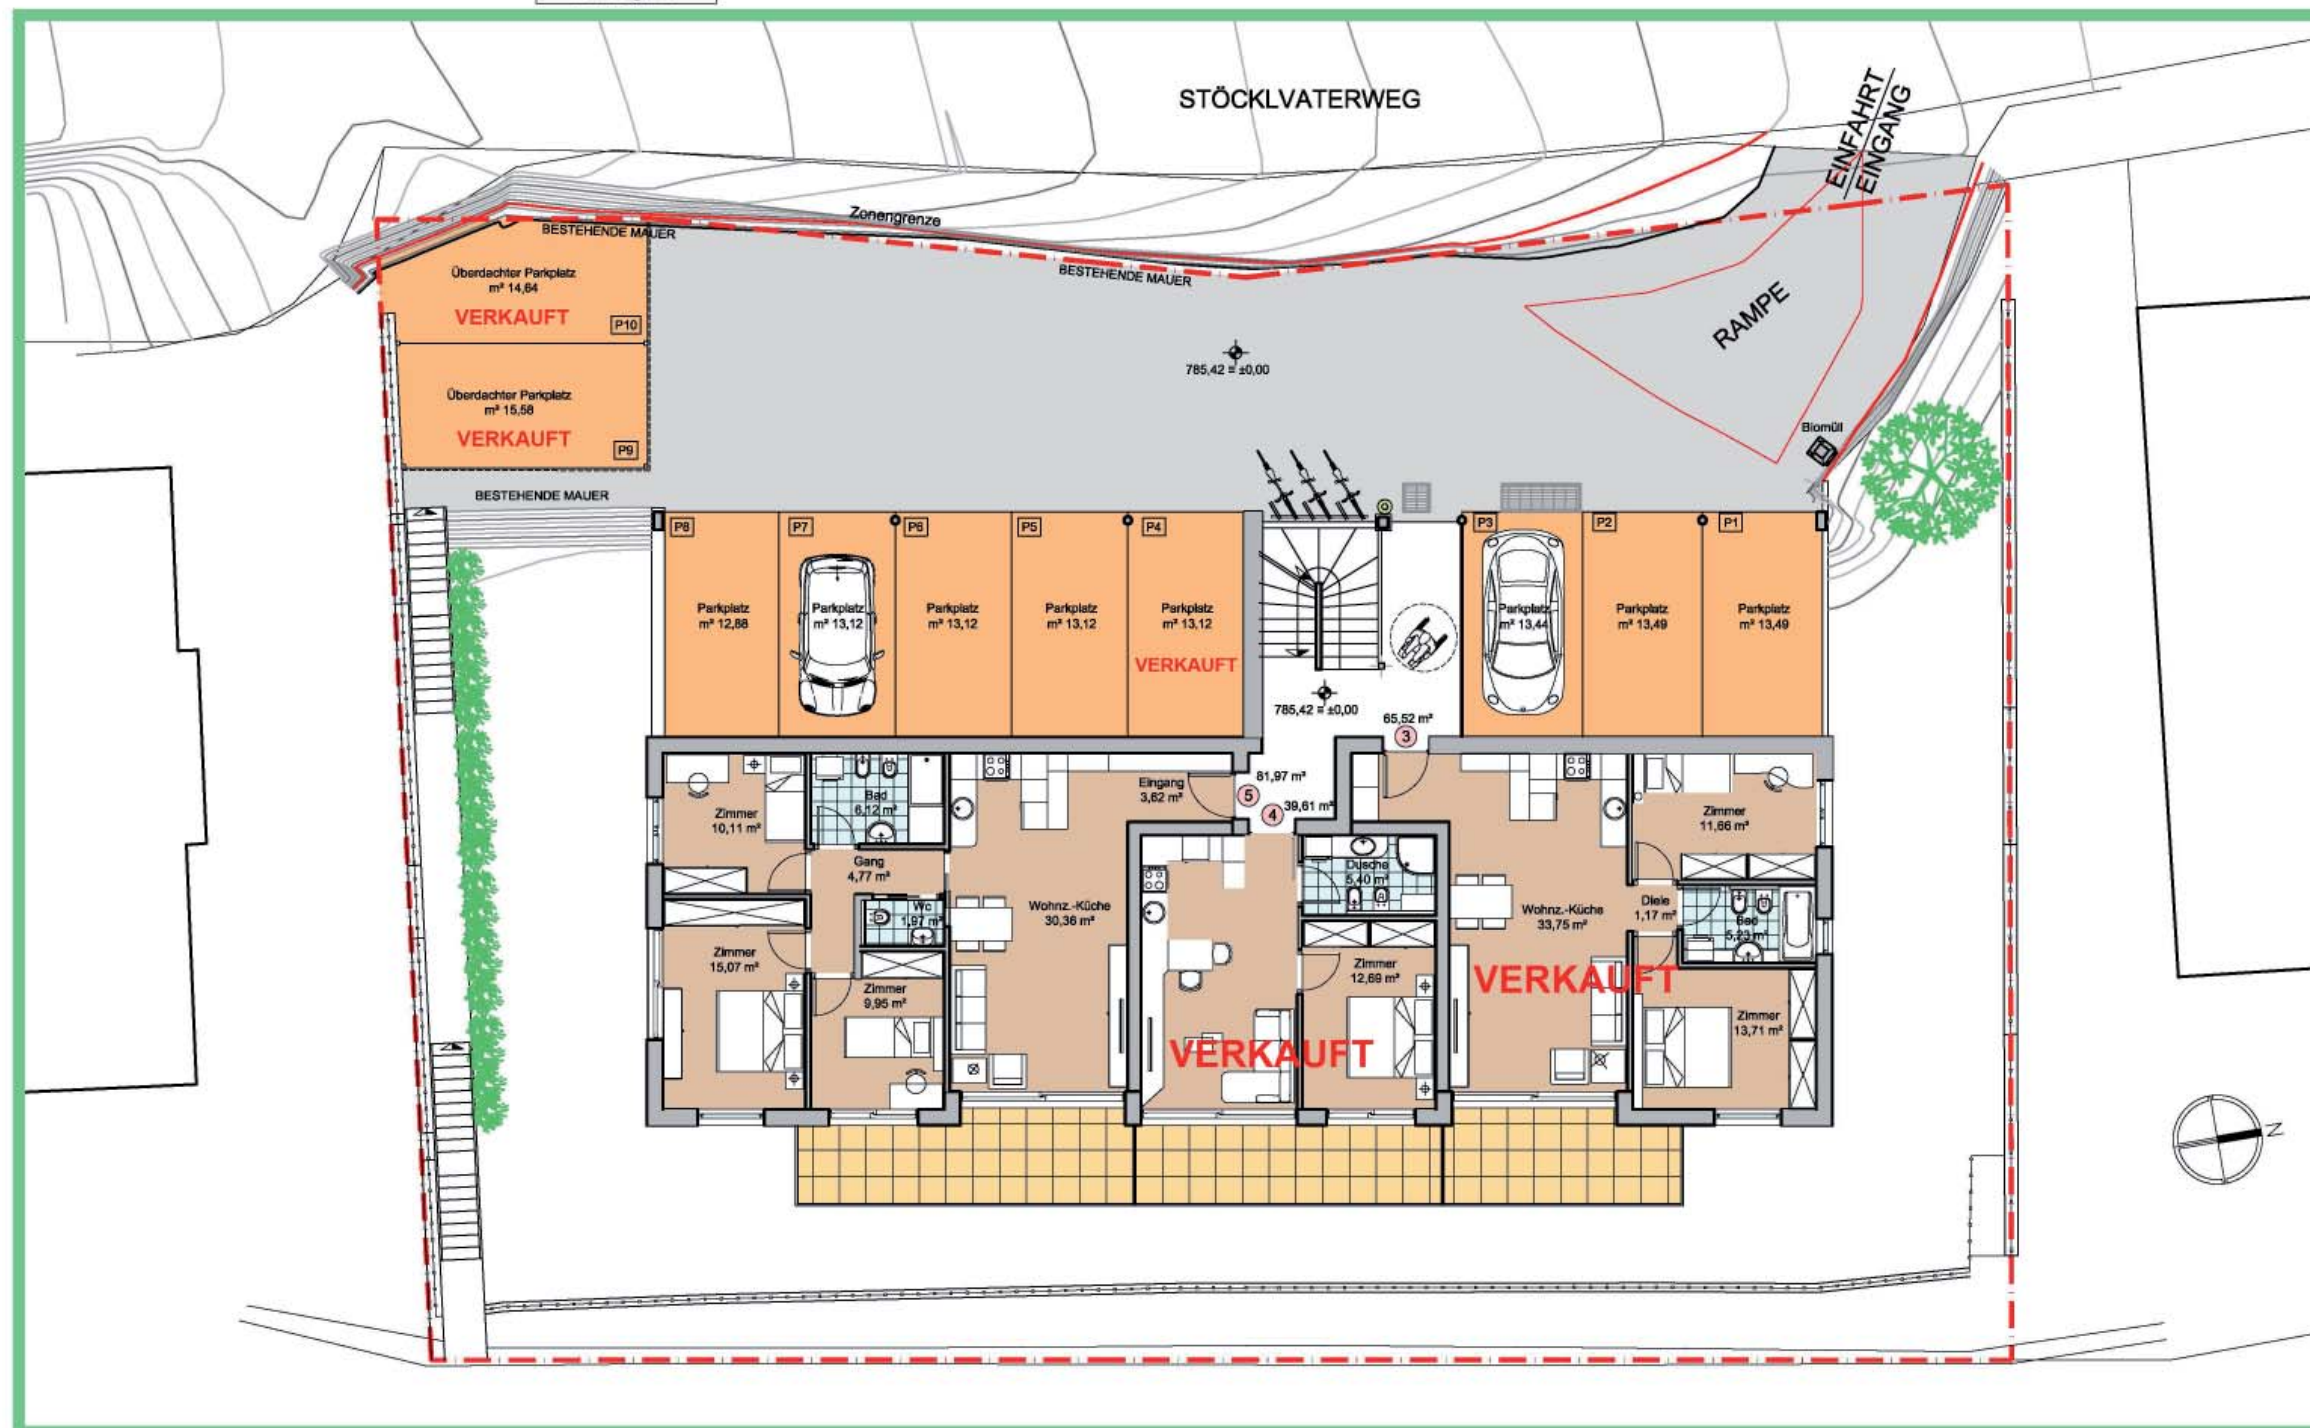 STÖCKLVATERWEG
EINFAHRT
EINGANG
Zonengrenze
BESTEHENDE MAUER
BESTEHENDE MAUER
RAMPE
Überdachter Parkplatz
m² 14,64
VERKAUFT
P10
785,42 = ±0,00
Überdachter Parkplatz
m² 15,58
VERKAUFT
P9
Biomüll
BESTEHENDE MAUER
P8
P7
P6
P5
P4
P3
P2
P1
Parkplatz
m² 12,88
Parkplatz
m² 13,12
Parkplatz
m² 13,12
Parkplatz
m² 13,12
Parkplatz
m² 13,12
VERKAUFT
Parkplatz
m² 13,44
Parkplatz
m² 13,49
Parkplatz
m² 13,49
785,42 = ±0,00
65,52 m²
3
81,97 m²
5
39,61 m²
4
Eingang
3,62 m²
Zimmer
10,11 m²
Bad
6,12 m²
Gang
4,77 m²
Wc
1,97 m²
Wohnz.-Küche
30,36 m²
Zimmer
15,07 m²
Zimmer
9,95 m²
Dusche
5,40 m²
Zimmer
12,69 m²
VERKAUFT
Wohnz.-Küche
33,75 m²
VERKAUFT
Zimmer
11,66 m²
Diele
1,17 m²
Bad
5,23 m²
Zimmer
13,71 m²
N